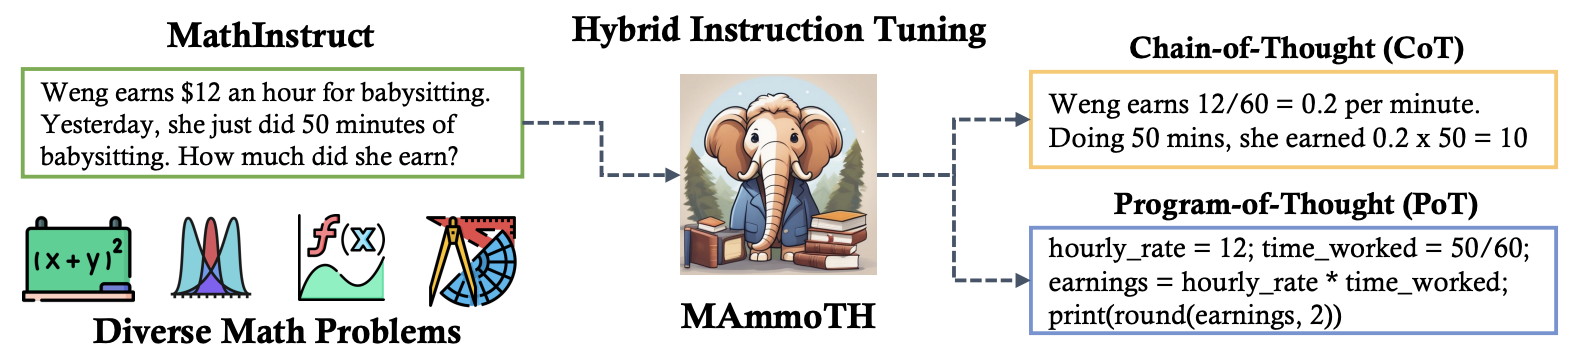 MathInstruct
Weng earns $12 an hour for babysitting.
Yesterday, she just did 50 minutes of
babysitting. How much did she earn?
(x + y)²
f(x)
Diverse Math Problems
Hybrid Instruction Tuning
MAmmoTH
Chain-of-Thought (CoT)
Weng earns 12/60 = 0.2 per minute.
Doing 50 mins, she earned 0.2 x 50 = 10
Program-of-Thought (PoT)
hourly_rate = 12; time_worked = 50/60;
earnings = hourly_rate * time_worked;
print(round(earnings, 2))